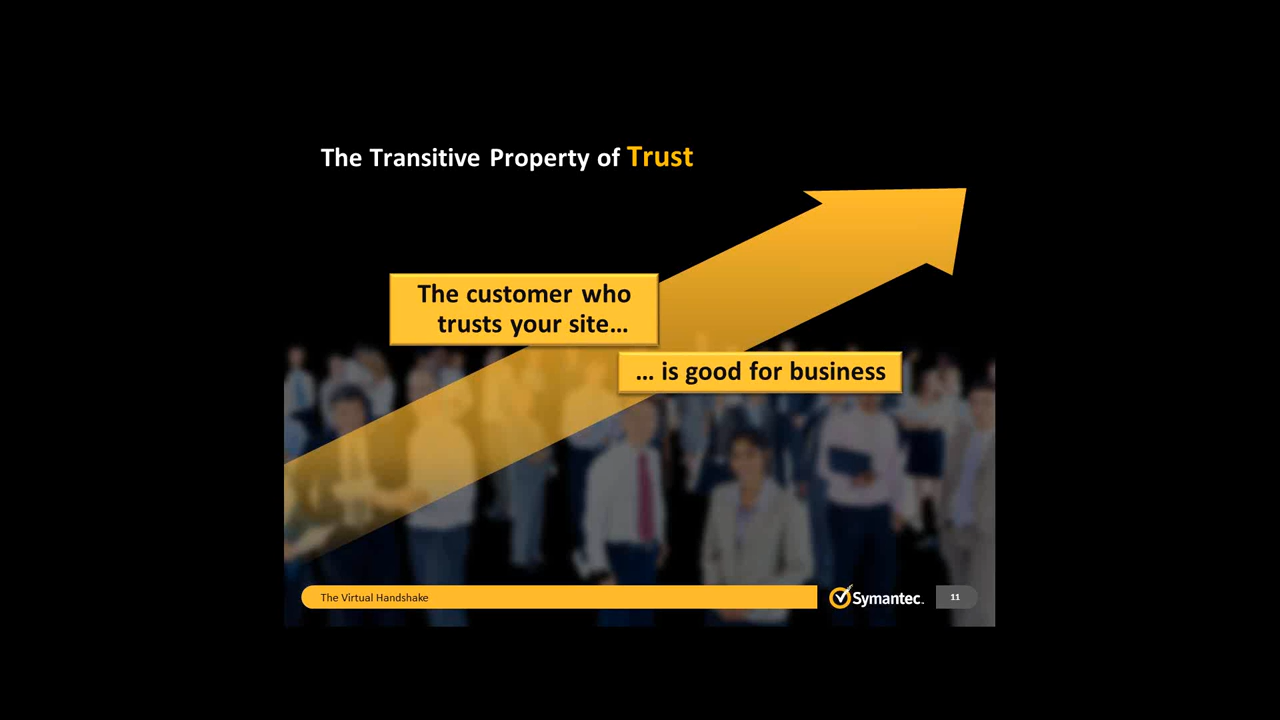 The Transitive Property of Trust
The customer who
trusts your site...
... is good for business
The Virtual Handshake
Symantec.
11